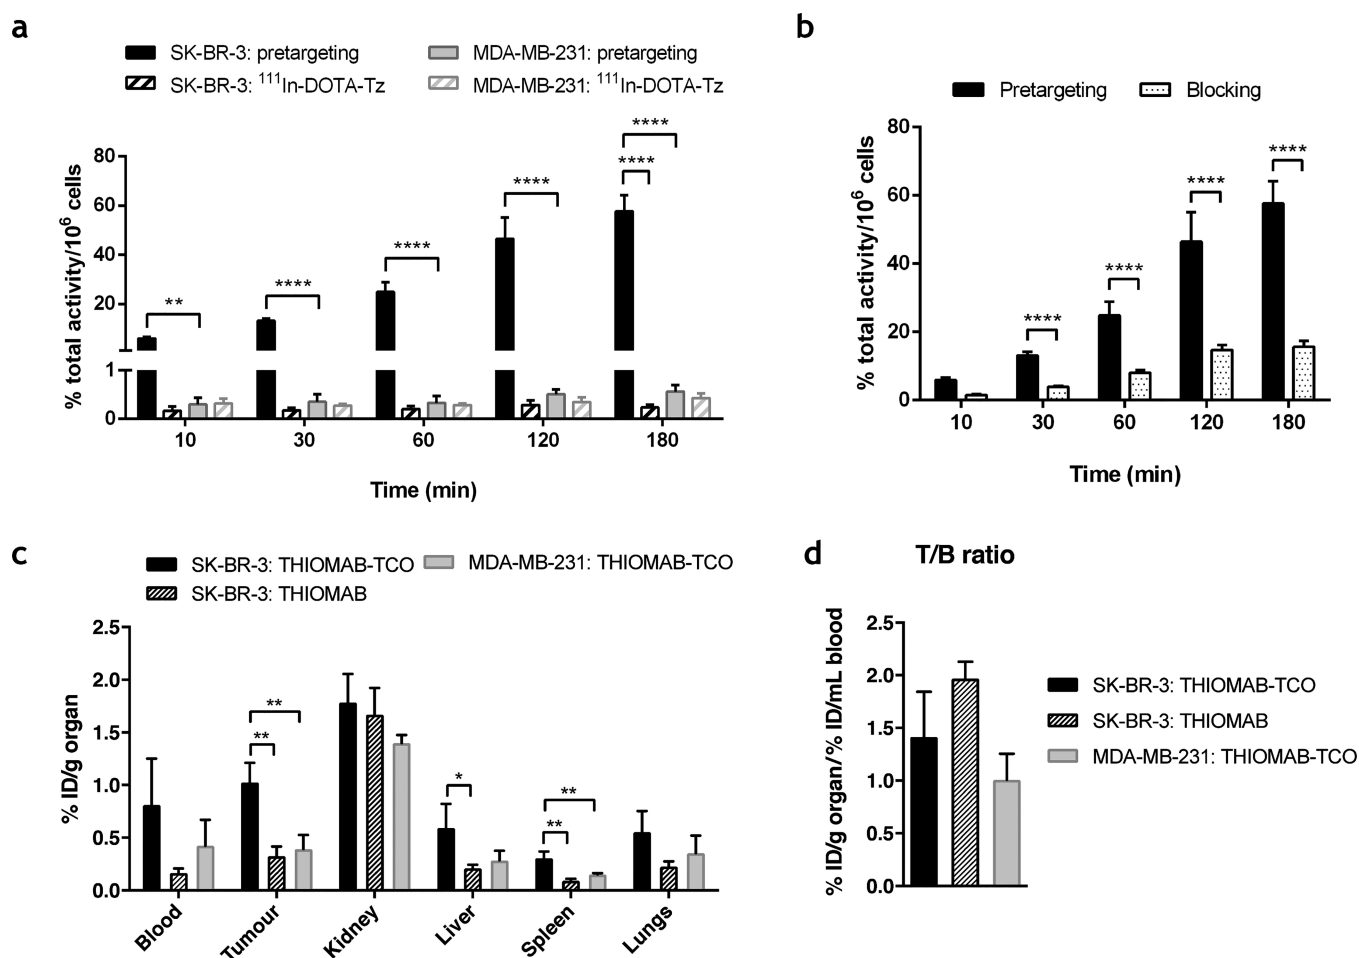 a
SK-BR-3: pretargeting
MDA-MB-231: pretargeting
SK-BR-3: ¹¹¹In-DOTA-Tz
MDA-MB-231: ¹¹¹In-DOTA-Tz
% total activity/10⁶ cells
80
60
40
20
1
0
**
****
****
****
****
****
10 30 60 120 180
Time (min)
b
Pretargeting
Blocking
% total activity/10⁶ cells
80
60
40
20
0
****
****
****
****
10 30 60 120 180
Time (min)
c
SK-BR-3: THIOMAB-TCO
MDA-MB-231: THIOMAB-TCO
SK-BR-3: THIOMAB
% ID/g organ
2.5
2.0
1.5
1.0
0.5
0.0
**
**
*
**
**
Blood Tumour Kidney Liver Spleen Lungs
d
T/B ratio
% ID/g organ/% ID/mL blood
2.5
2.0
1.5
1.0
0.5
0.0
SK-BR-3: THIOMAB-TCO
SK-BR-3: THIOMAB
MDA-MB-231: THIOMAB-TCO